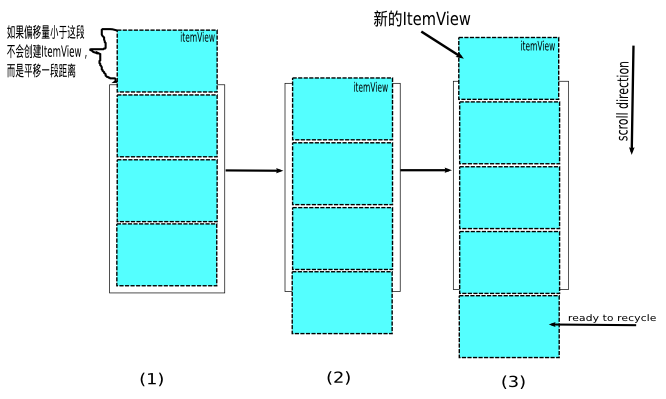 如果偏移量小于这段
不会创建ItemView，
而是平移一段距离
itemView
itemView
新的ItemView
itemView
scroll direction
ready to recycle
(1)
(2)
(3)